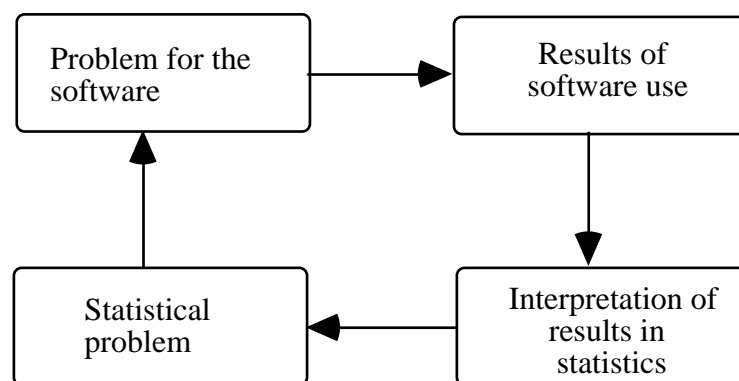 Problem for the
software
Results of
software use
Statistical
problem
Interpretation of
results in
statistics